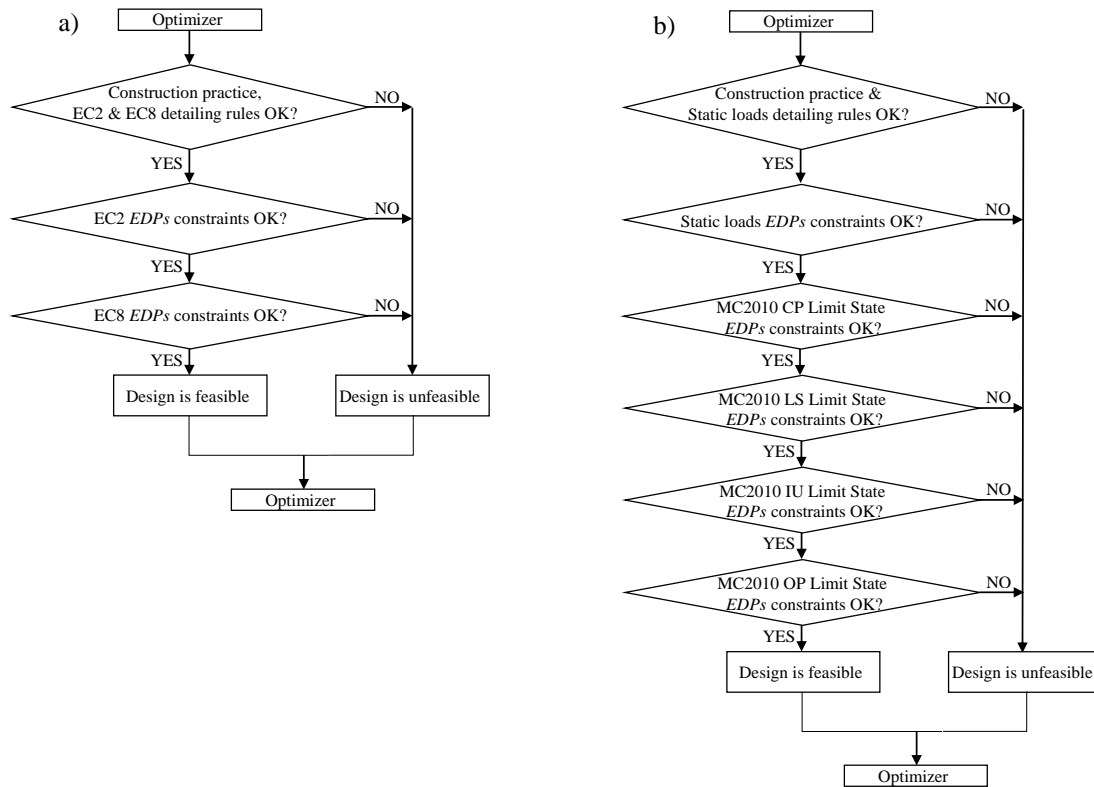 a)
Optimizer
Construction practice,
EC2 & EC8 detailing rules OK?
NO
YES
EC2 EDPs constraints OK?
NO
YES
EC8 EDPs constraints OK?
NO
YES
Design is feasible
Design is unfeasible
Optimizer
b)
Optimizer
Construction practice &
Static loads detailing rules OK?
NO
YES
Static loads EDPs constraints OK?
NO
YES
MC2010 CP Limit State
EDPs constraints OK?
NO
YES
MC2010 LS Limit State
EDPs constraints OK?
NO
YES
MC2010 IU Limit State
EDPs constraints OK?
NO
YES
MC2010 OP Limit State
EDPs constraints OK?
NO
YES
Design is feasible
Design is unfeasible
Optimizer